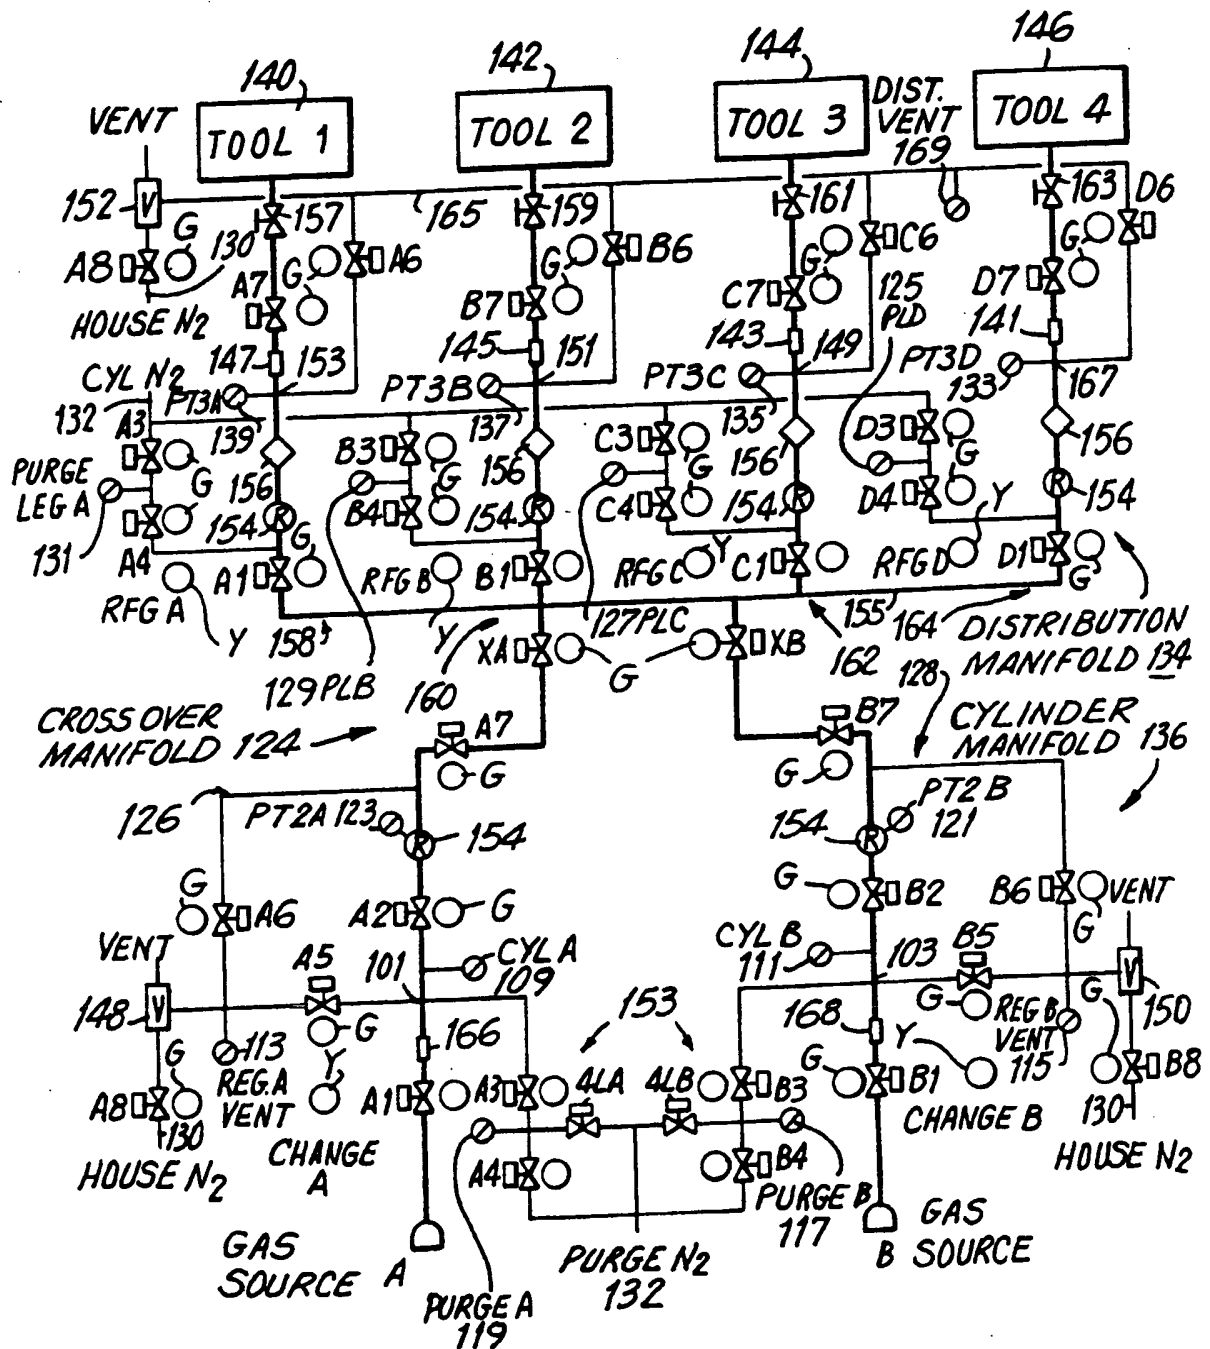 146
144
142
140
VENT
TOOL 1
TOOL 2
TOOL 3
DIST.
VENT
169
TOOL 4
152
V
157
165
159
161
163
D6
G
130
A8
A7
G
A6
G
B6
G
C6
G
HOUSE N2
B7
C7
125
PLD
D7
147
153
145
151
143
149
141
CYL N2
132
PT3A
PT3B
PT3C
PT3D
133
167
A3
139
B3
137
C3
135
D3
156
PURGE
LEG A
G
156
G
156
G
156
G
154
R
G
B4
154
R
C4
154
R
D4
Y
R
154
131
A4
A1
RFG B
B1
RFG C
Y
C1
RFG D
D1
G
RFG A
Y
158
Y
127 PLC
155
164
DISTRIBUTION
MANIFOLD 134
129 PLB
160
XA
G
XB
162
128
CROSS OVER
MANIFOLD 124
A7
B7
CYLINDER
MANIFOLD 136
G
G
126
PT2A 123
R
154
154
R
PT2B
121
G
A6
A2
G
G
B2
B6
G
VENT
VENT
A5
101
CYL A
109
CYL B
111
103
B5
148
V
G
166
153
168
G
REG B
VENT
115
G
V
150
G
113
REG. A
VENT
Y
A8
130
A1
A3
4LA
4LB
B3
G
Y
B1
CHANGE B
130
B8
HOUSE N2
CHANGE
A
A4
B4
PURGE B
117
HOUSE N2
GAS
SOURCE A
PURGE N2
132
B
GAS
SOURCE
PURGE A
119